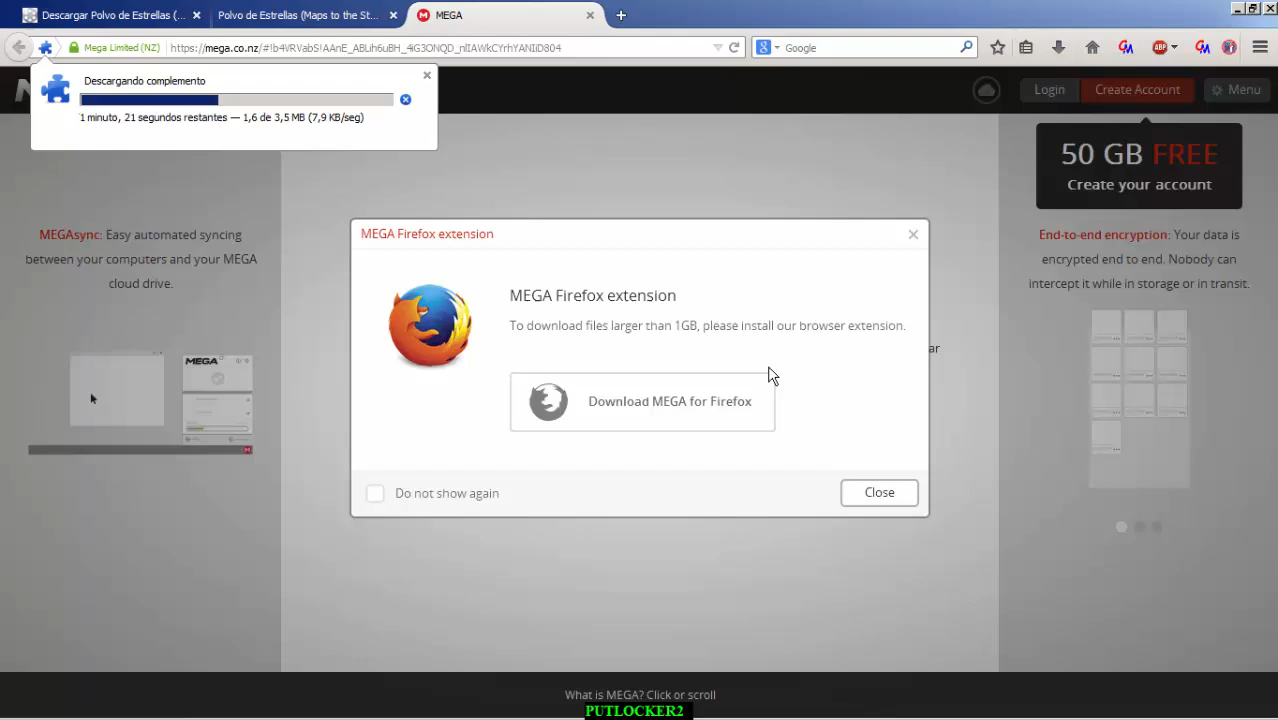 Descargar Polvo de Estrellas (...
Polvo de Estrellas (Maps to the St...
MEGA
Mega Limited (NZ)
Google
ABP
Descargando complemento
1 minuto, 21 segundos restantes — 1,6 de 3,5 MB (7,9 KB/seg)
Login
Create Account
Menu
50 GB FREE
Create your account
MEGAsync: Easy automated syncing
between your computers and your MEGA
cloud drive.
MEGA
MEGA Firefox extension
MEGA Firefox extension
To download files larger than 1GB, please install our browser extension.
Download MEGA for Firefox
Do not show again
Close
ar
End-to-end encryption: Your data is
encrypted end to end. Nobody can
intercept it while in storage or in transit.
What is MEGA? Click or scroll
PUTLOCKER2